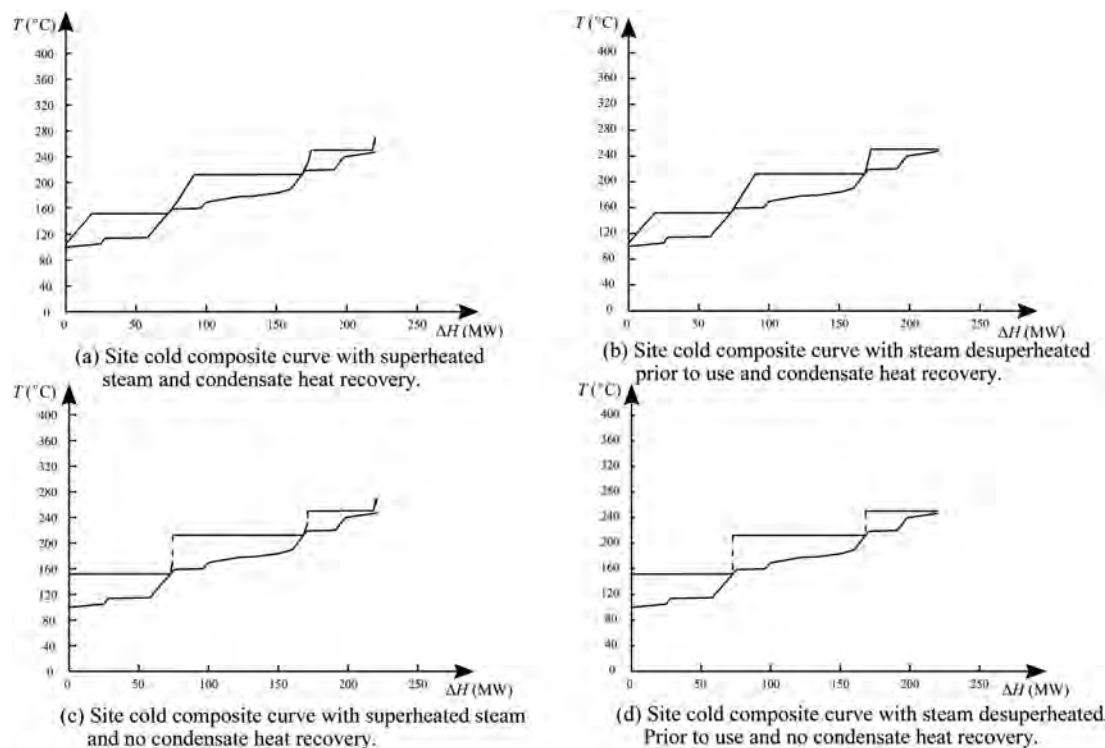 T (°C)
400
360
320
280
240
200
160
120
80
40
0
0 50 100 150 200 250
ΔH (MW)
(a) Site cold composite curve with superheated
steam and condensate heat recovery.
T (°C)
400
360
320
280
240
200
160
120
80
40
0
0 50 100 150 200 250
ΔH (MW)
(b) Site cold composite curve with steam desuperheated
prior to use and condensate heat recovery.
T (°C)
400
360
320
280
240
200
160
120
80
40
0
0 50 100 150 200 250
ΔH (MW)
(c) Site cold composite curve with superheated steam
and no condensate heat recovery.
T (°C)
400
360
320
280
240
200
160
120
80
40
0
0 50 100 150 200 250
ΔH (MW)
(d) Site cold composite curve with steam desuperheated
Prior to use and no condensate heat recovery.